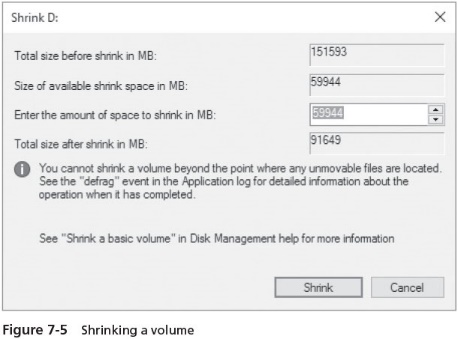 Shrink D:
Total size before shrink in MB: 151593
Size of available shrink space in MB: 59944
Enter the amount of space to shrink in MB: 59944
Total size after shrink in MB: 91649
You cannot shrink a volume beyond the point where any unmovable files are located.
See the "defrag" event in the Application log for detailed information about the
operation when it has completed.
See "Shrink a basic volume" in Disk Management help for more information
Shrink Cancel
Figure 7-5 Shrinking a volume